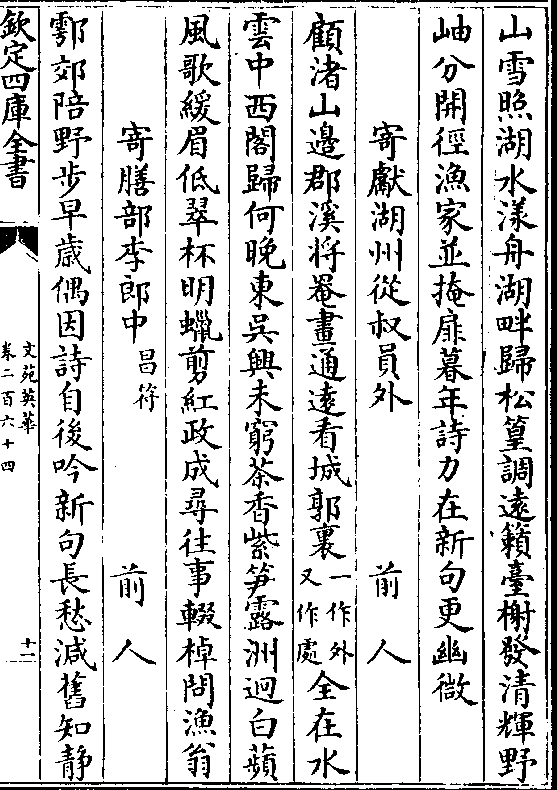 山雪照湖水漾舟湖畔歸松篁調遠籟臺榭發清輝野
岫分開徑漁家並掩扉暮年詩力在新句更幽微
寄獻湖州從叔員外　前人
顧渚山邊郡溪將罨畫通遠看城郭裏一作外又作處全在水
雲中西閣歸何晚東吳興未窮茶香紫笋露洲迥白蘋
風歌緩眉低翠杯明蠟剪紅政成尋往事輟棹問漁翁
寄膳部李郎中昌符　前人
鄠郊陪野步早歲偶因詩自後吟新句長愁減舊知静
欽定四庫全書
文苑英華
卷二百六十四
十二